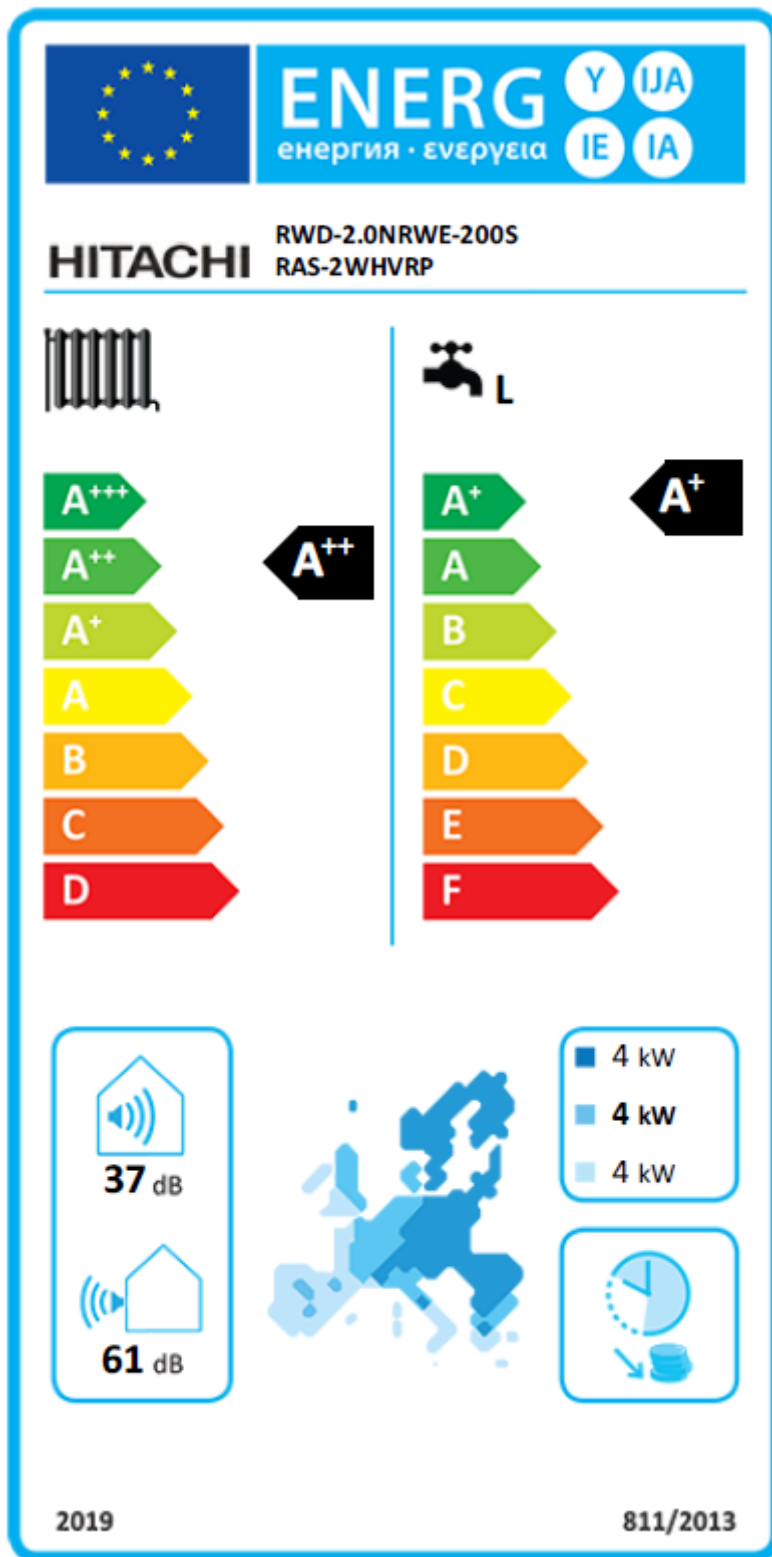 ENERG Y IJA
енергия · ενεργεια IE IA
HITACHI
RWD-2.0NRWE-200S
RAS-2WHVRP
L
A+++
A++
A+
A
B
C
D
A++
A+
A
B
C
D
E
F
A+
37 dB
61 dB
4 kW
4 kW
4 kW
2019
811/2013